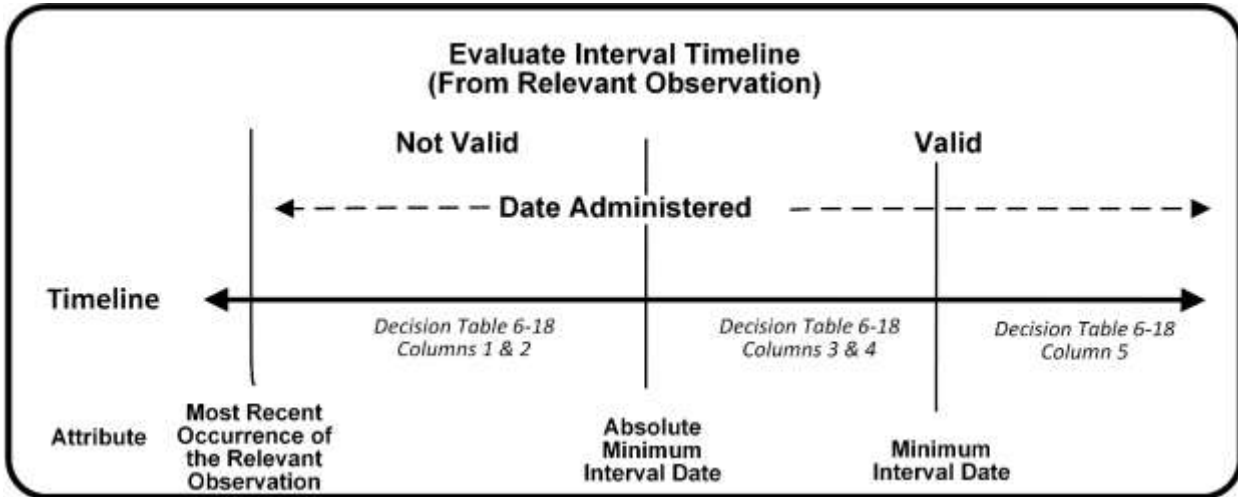 Evaluate Interval Timeline
(From Relevant Observation)
Not Valid
Valid
Date Administered
Timeline
Decision Table 6-18
Columns 1 & 2
Decision Table 6-18
Columns 3 & 4
Decision Table 6-18
Column 5
Attribute
Most Recent
Occurrence of
the Relevant
Observation
Absolute
Minimum
Interval Date
Minimum
Interval Date